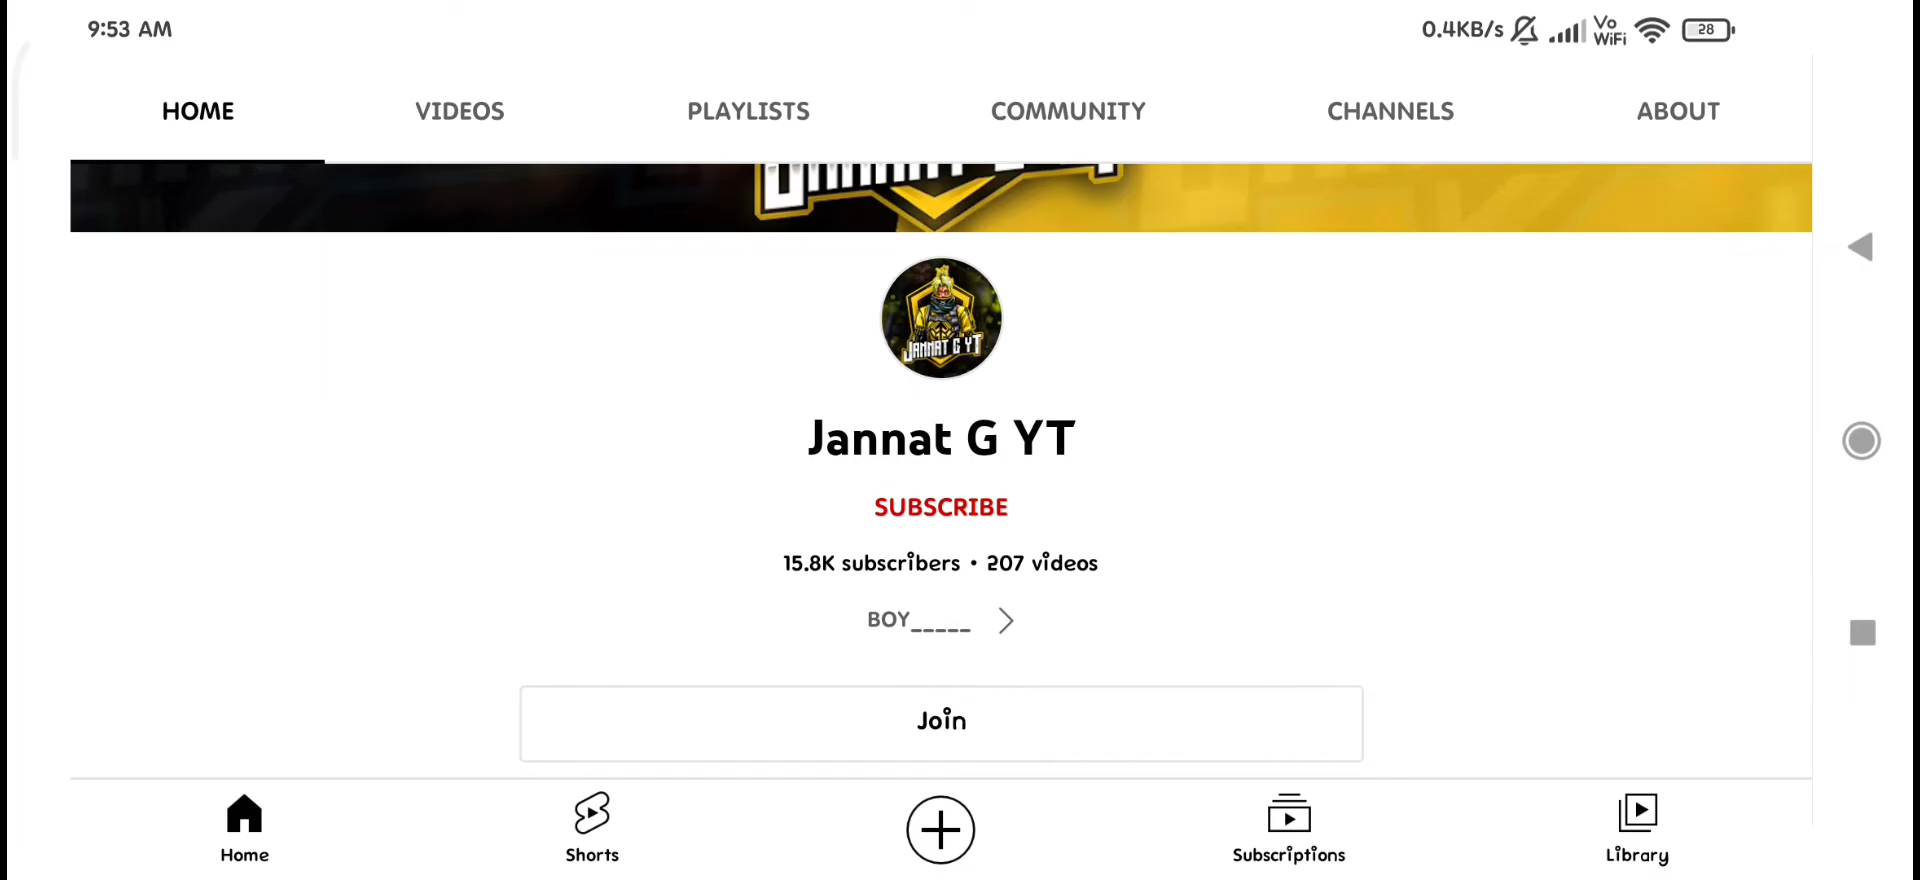 9:53 AM 0.4KB/s Vo WiFi 28
HOME VIDEOS PLAYLISTS COMMUNITY CHANNELS ABOUT
JANNAT G YT
Jannat G YT
SUBSCRIBE
15.8K subscribers • 207 videos
BOY_____
Join
Home Shorts Subscriptions Library